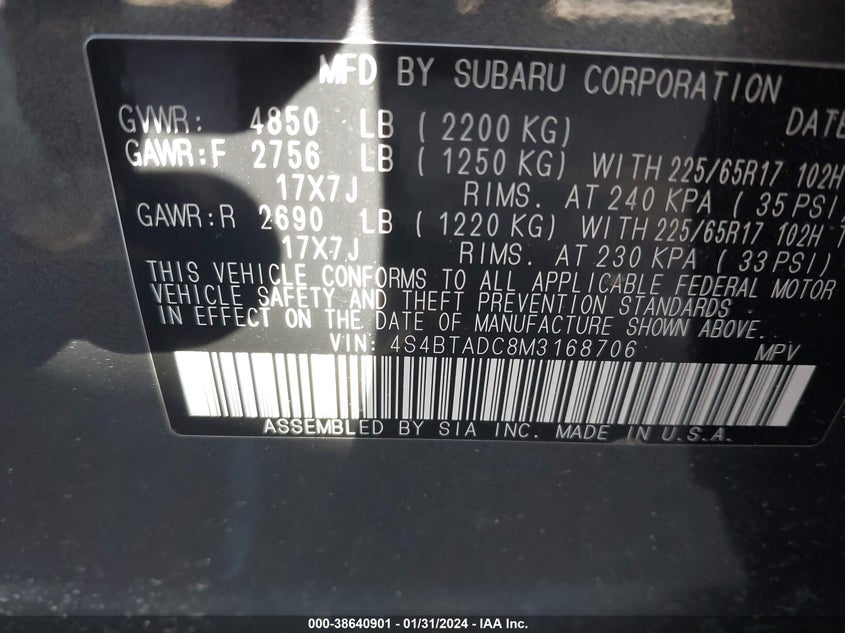 MFD BY SUBARU CORPORATION
GVWR: 4850 LB ( 2200 KG) DATE
GAWR:F 2756 LB ( 1250 KG) WITH 225/65R17 102H
17X7J RIMS. AT 240 KPA ( 35 PSI)
GAWR:R 2690 LB ( 1220 KG) WITH 225/65R17 102H
17X7J RIMS. AT 230 KPA ( 33 PSI)
THIS VEHICLE CONFORMS TO ALL APPLICABLE FEDERAL MOTOR
VEHICLE SAFETY AND THEFT PREVENTION STANDARDS
IN EFFECT ON THE DATE OF MANUFACTURE SHOWN ABOVE.
VIN: 4S4BTADC8M3168706 MPV
ASSEMBLED BY SIA INC. MADE IN U.S.A.
000-38640901 - 01/31/2024 - IAA Inc.